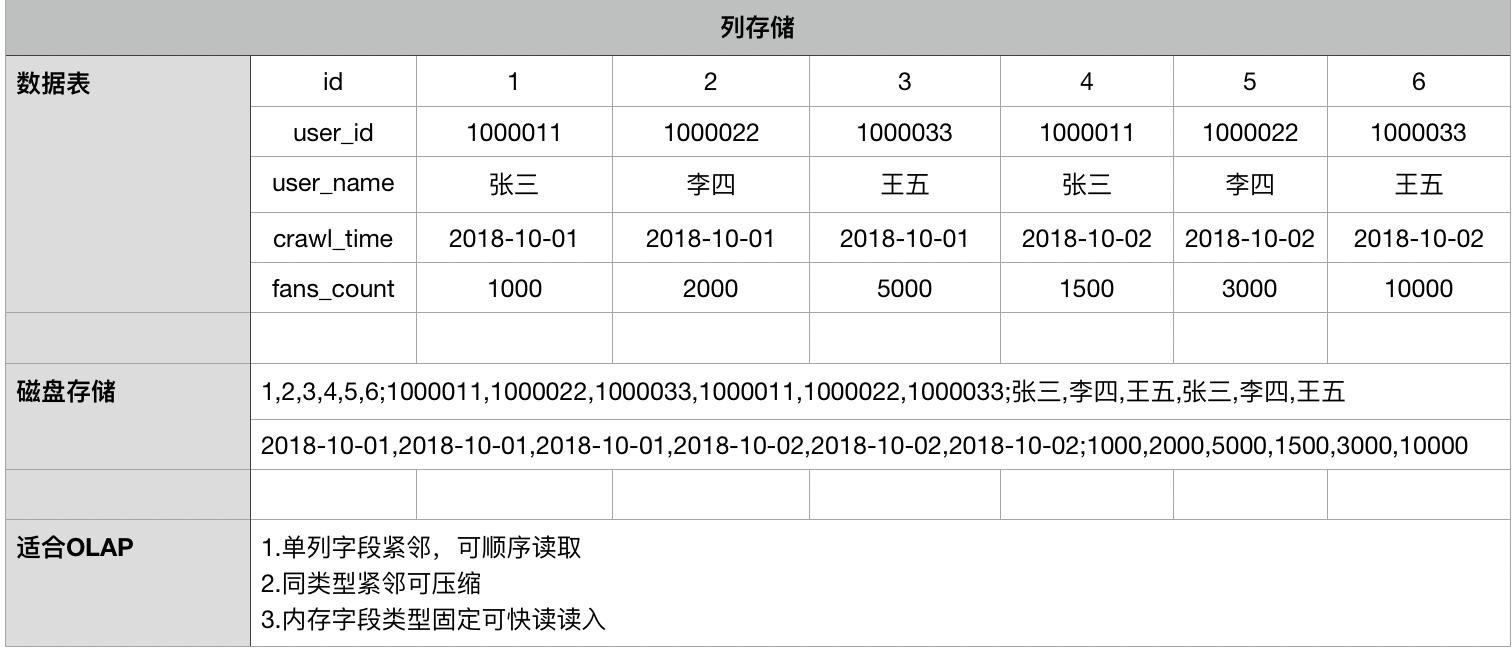 列存储
数据表 id 1 2 3 4 5 6
user_id 1000011 1000022 1000033 1000011 1000022 1000033
user_name 张三 李四 王五 张三 李四 王五
crawl_time 2018-10-01 2018-10-01 2018-10-01 2018-10-02 2018-10-02 2018-10-02
fans_count 1000 2000 5000 1500 3000 10000
磁盘存储 1,2,3,4,5,6;1000011,1000022,1000033,1000011,1000022,1000033;张三,李四,王五,张三,李四,王五
2018-10-01,2018-10-01,2018-10-01,2018-10-02,2018-10-02,2018-10-02;1000,2000,5000,1500,3000,10000
适合OLAP 1.单列字段紧邻，可顺序读取
2.同类型紧邻可压缩
3.内存字段类型固定可快读读入